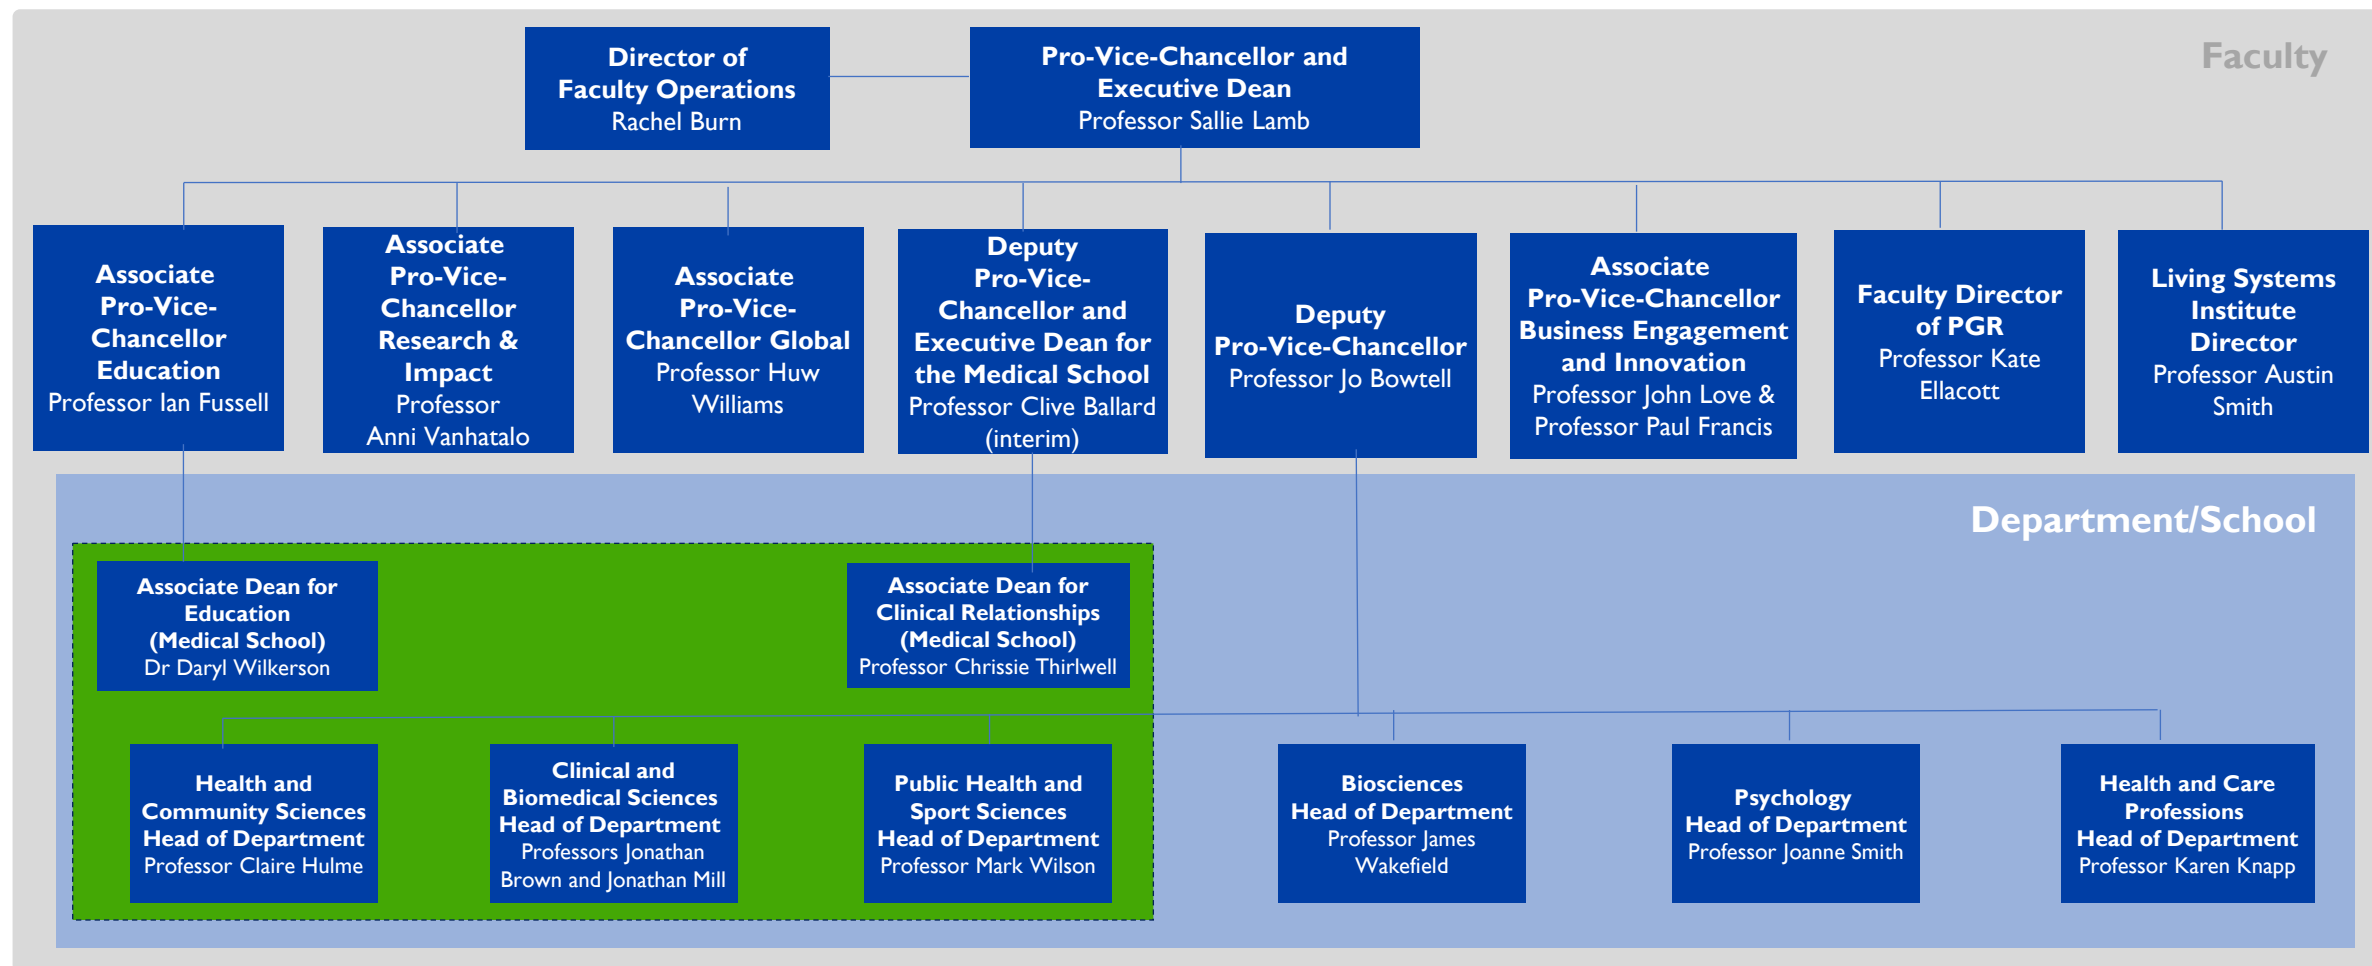 Faculty
Director of
Faculty Operations
Rachel Burn
Pro-Vice-Chancellor and
Executive Dean
Professor Sallie Lamb
Associate
Pro-Vice-
Chancellor
Education
Professor Ian Fussell
Associate
Pro-Vice-
Chancellor
Research &
Impact
Professor
Anni Vanhatalo
Associate
Pro-Vice-
Chancellor Global
Professor Huw
Williams
Deputy
Pro-Vice-
Chancellor and
Executive Dean for
the Medical School
Professor Clive Ballard
(interim)
Deputy
Pro-Vice-Chancellor
Professor Jo Bowtell
Associate
Pro-Vice-Chancellor
Business Engagement
and Innovation
Professor John Love &
Professor Paul Francis
Faculty Director
of PGR
Professor Kate
Ellacott
Living Systems
Institute
Director
Professor Austin
Smith
Department/School
Associate Dean for
Education
(Medical School)
Dr Daryl Wilkerson
Associate Dean for
Clinical Relationships
(Medical School)
Professor Chrissie Thirlwell
Health and
Community Sciences
Head of Department
Professor Claire Hulme
Clinical and
Biomedical Sciences
Head of Department
Professors Jonathan
Brown and Jonathan Mill
Public Health and
Sport Sciences
Head of Department
Professor Mark Wilson
Biosciences
Head of Department
Professor James
Wakefield
Psychology
Head of Department
Professor Joanne Smith
Health and Care
Professions
Head of Department
Professor Karen Knapp